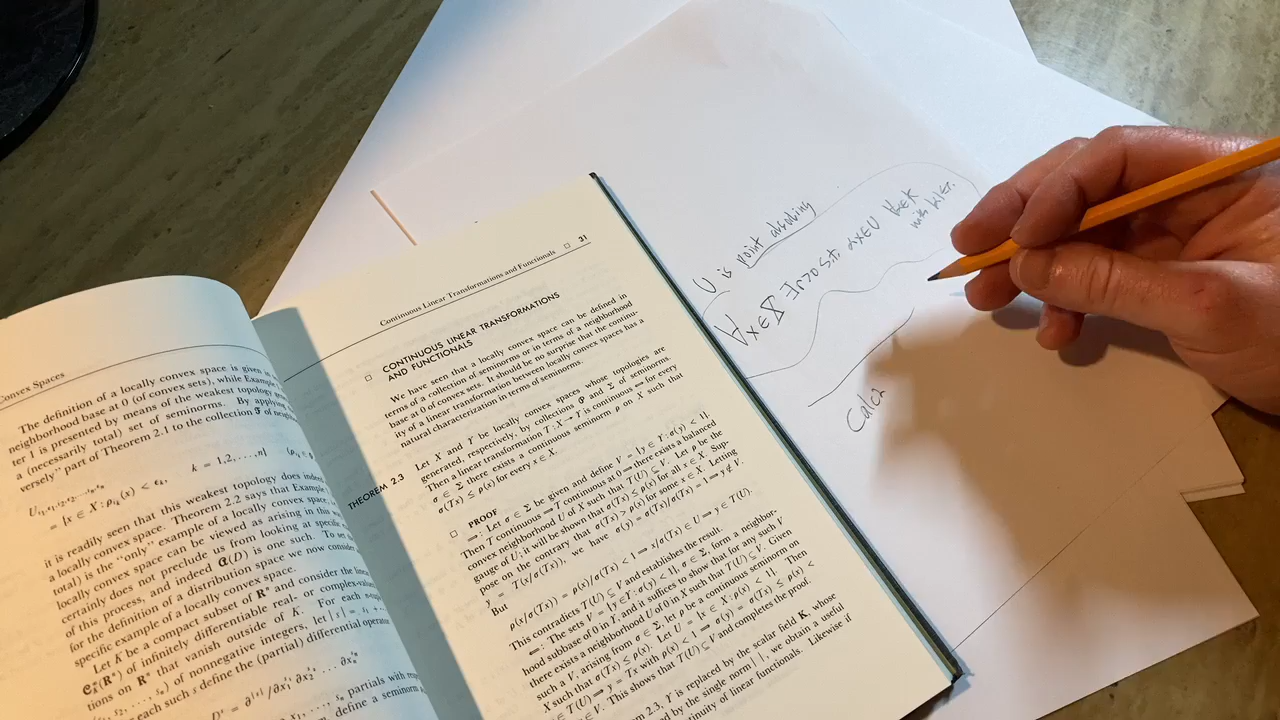 Convex Spaces
The definition of a locally convex space is given
neighborhood base at 0 (of convex sets), while Example
ter 1 is presented by means of the weakest topology
a (necessarily total) set of seminorms. By applying
versely" part of Theorem 2.1 to the collection
k = 1,2, . . . ,n}
= {x ∈ X :
it is readily seen that this weakest topology does indeed
a locally convex space. Theorem 2.2 says that Example
total) is the "only" example of a locally convex space,
locally convex space can be viewed as arising in this
certainly does not preclude us from looking at specific
of this process, and indeed 𝒟(D) is one such. To
for the definition of a distribution space we now consider
specific example of a locally convex space.
Let K be a compact subset of Rⁿ and consider the linear
of infinitely differentiable real- or complex-valued
tions on Rⁿ that vanish outside K. For each
of nonnegative integers, let |s| =
each such s define the (partial) differential operator
partials with
define a seminorm
Continuous Linear Transformations and Functionals □ 31
□ CONTINUOUS LINEAR TRANSFORMATIONS
AND FUNCTIONALS
We have seen that a locally convex space can be defined in
terms of a collection of seminorms or in terms of a neighborhood
base at 0 of convex sets. It should be no surprise that the continu-
ity of a linear transformation between locally convex spaces has a
natural characterization in terms of seminorms.
THEOREM 2.3 Let X and Y be locally convex spaces whose topologies are
generated, respectively, by collections Φ and Σ of seminorms.
Then a linear transformation T: X → Y is continuous ⟺ for every
σ ∈ Σ there exists a continuous seminorm ρ on X such that
σ(Tx) ≤ ρ(x) for every x ∈ X.
□ PROOF
⟹: Let σ ∈ Σ be given and define V = {y ∈ Y : σ(y) < 1}.
Then T continuous ⟹ T continuous at 0 ⟹ there exists a balanced
convex neighborhood U of X such that T(U) ⊆ V. Let ρ be the
gauge of U; it will be shown that σ(Tx) ≤ ρ(x) for all x ∈ X. Sup-
pose on the contrary that σ(Tx) > ρ(x) for some x ∈ X. Letting
y = T(x/σ(Tx)), we have σ(y) = σ(Tx)/σ(Tx) = 1 ⟹ y ∉ V.
But
ρ(x/σ(Tx)) = ρ(x)/σ(Tx) < 1 ⟹ x/σ(Tx) ∈ U ⟹ y ∈ T(U).
This contradicts T(U) ⊆ V and establishes the result.
⟸: The sets V = {y ∈ Y : σ(y) < 1}, σ ∈ Σ, form a neighbor-
hood subbase of 0 in Y, and it suffices to show that for any such V
there exists a neighborhood U of 0 in X such that T(U) ⊆ V. Given
such a V, arising from σ ∈ Σ, let ρ be a continuous seminorm on
X such that σ(Tx) ≤ ρ(x). Let U = {x ∈ X : ρ(x) < 1}. Then
∈ T(U) ⟹ y = Tx with ρ(x) < 1 ⟹ σ(y) = σ(Tx) ≤ ρ(x) <
∈ V. This shows that T(U) ⊆ V and completes the proof.
2.3, Y is replaced by the scalar field K, whose
by the single norm | |, we obtain a useful
tinuity of linear functionals. Likewise if
U is point absorbing
∀x∈X ∃r>0 s.t. αx∈U ∀α∈K
with |α|≤r.
Calc 2